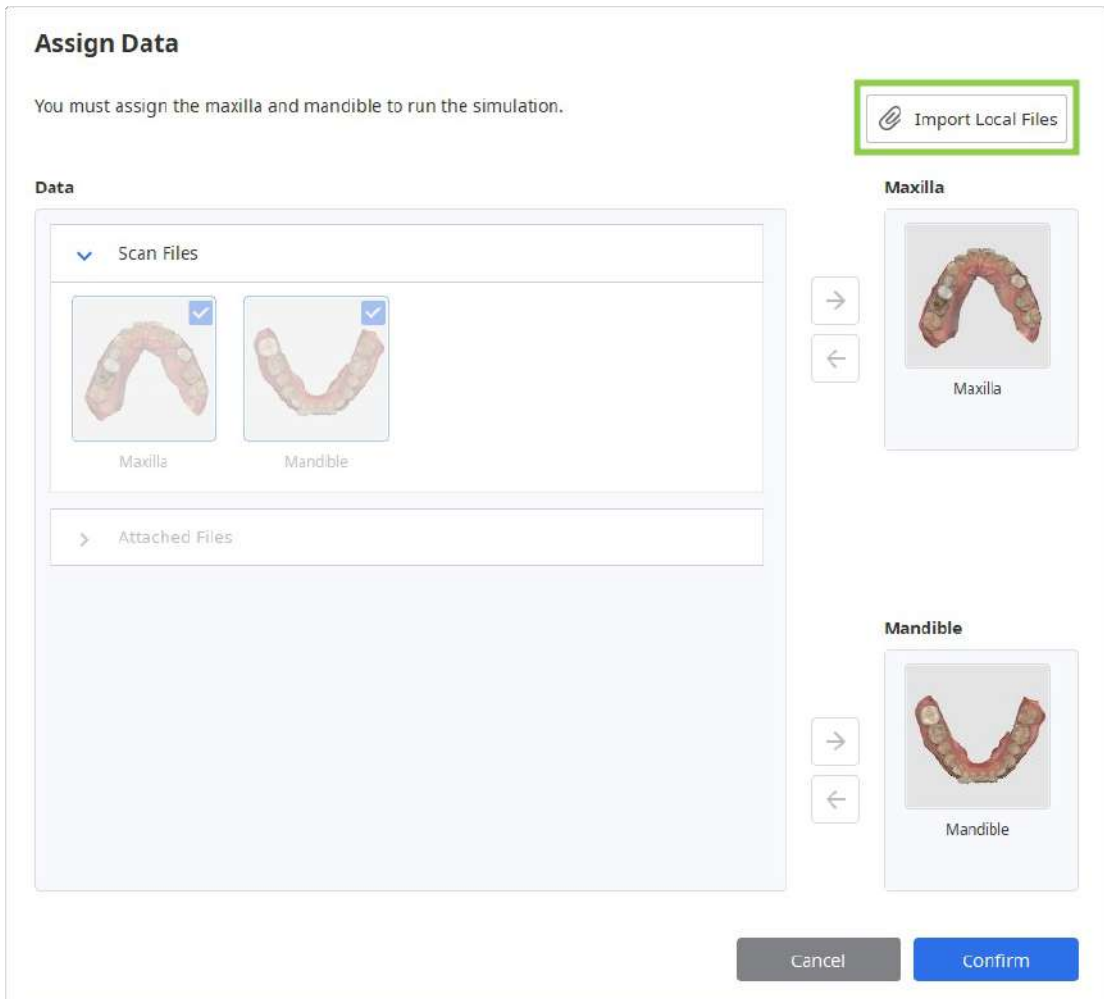 Assign Data
You must assign the maxilla and mandible to run the simulation.
Import Local Files
Data
Maxilla
Scan Files
Maxilla
Mandible
Maxilla
Attached Files
Mandible
Mandible
Cancel
Confirm